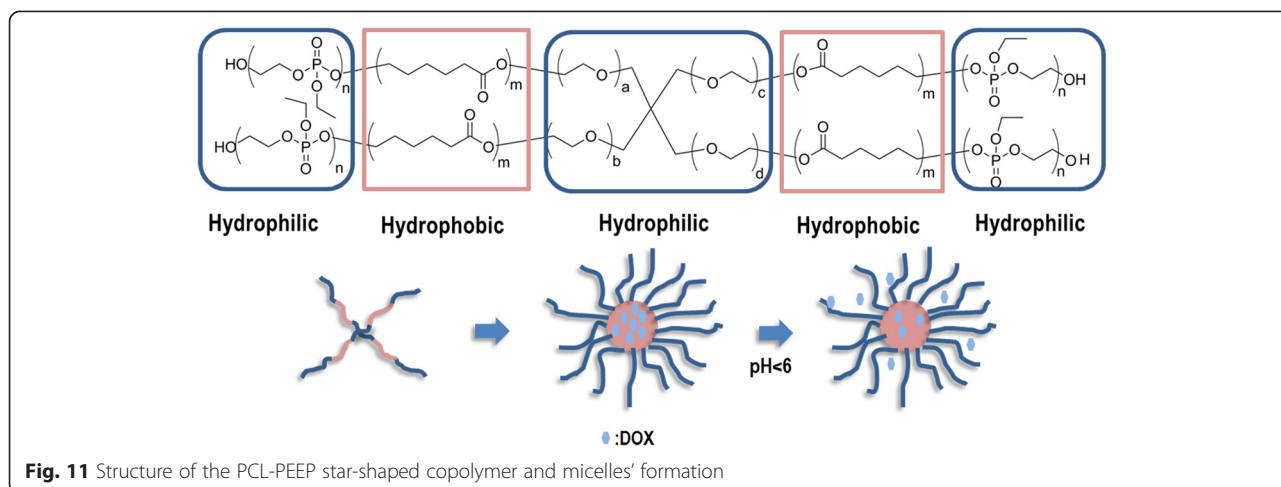 HO O P O O O n O O m O a O c O O m O P O O OH n
HO O P O O O n O O m O b O d O O m O P O O O H n
Hydrophilic Hydrophobic Hydrophilic Hydrophobic Hydrophilic
pH<6
:DOX
Fig. 11 Structure of the PCL-PEEP star-shaped copolymer and micelles’ formation